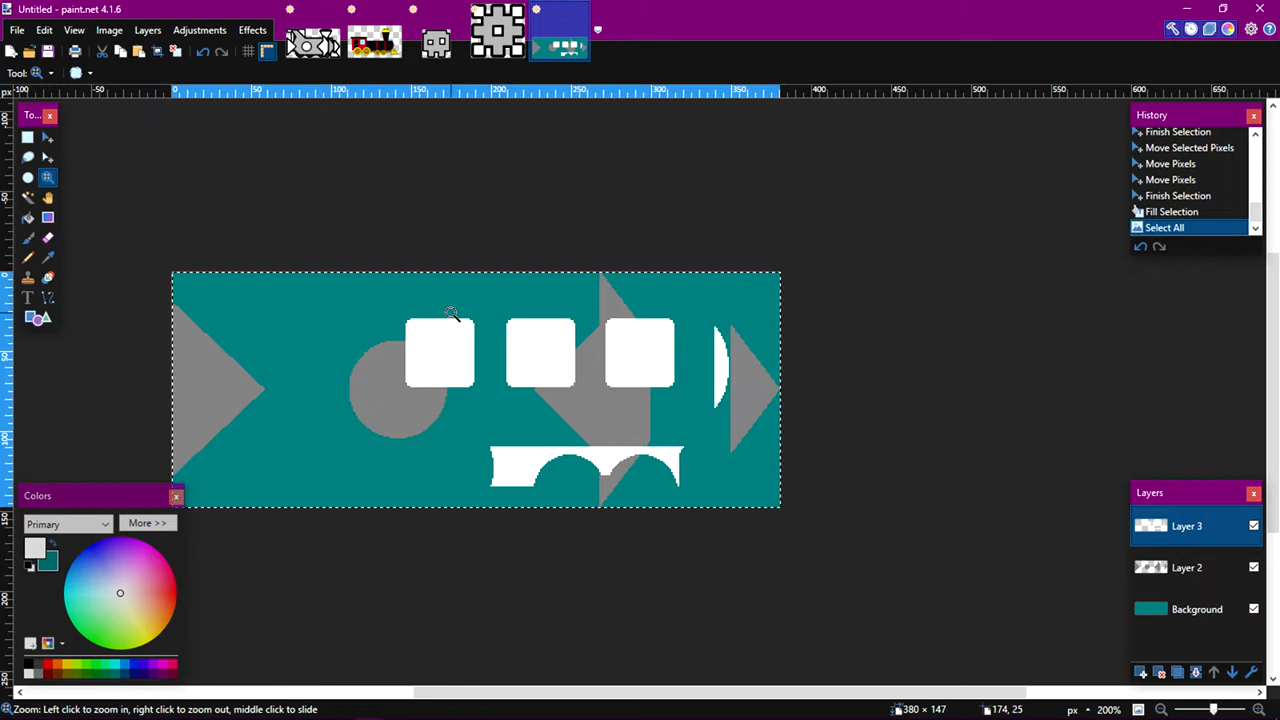 Untitled - paint.net 4.1.6
File Edit View Image Layers Adjustments Effects
Tool:
px -100 -50 0 50 100 150 200 250 300 350 400 450 500 550 600 650
To...
History
Finish Selection
Move Selected Pixels
Move Pixels
Move Pixels
Finish Selection
Fill Selection
Select All
Colors
Primary
More >>
Layers
Layer 3
Layer 2
Background
Zoom: Left click to zoom in, right click to zoom out, middle click to slide
380 × 147
174, 25
px
200%